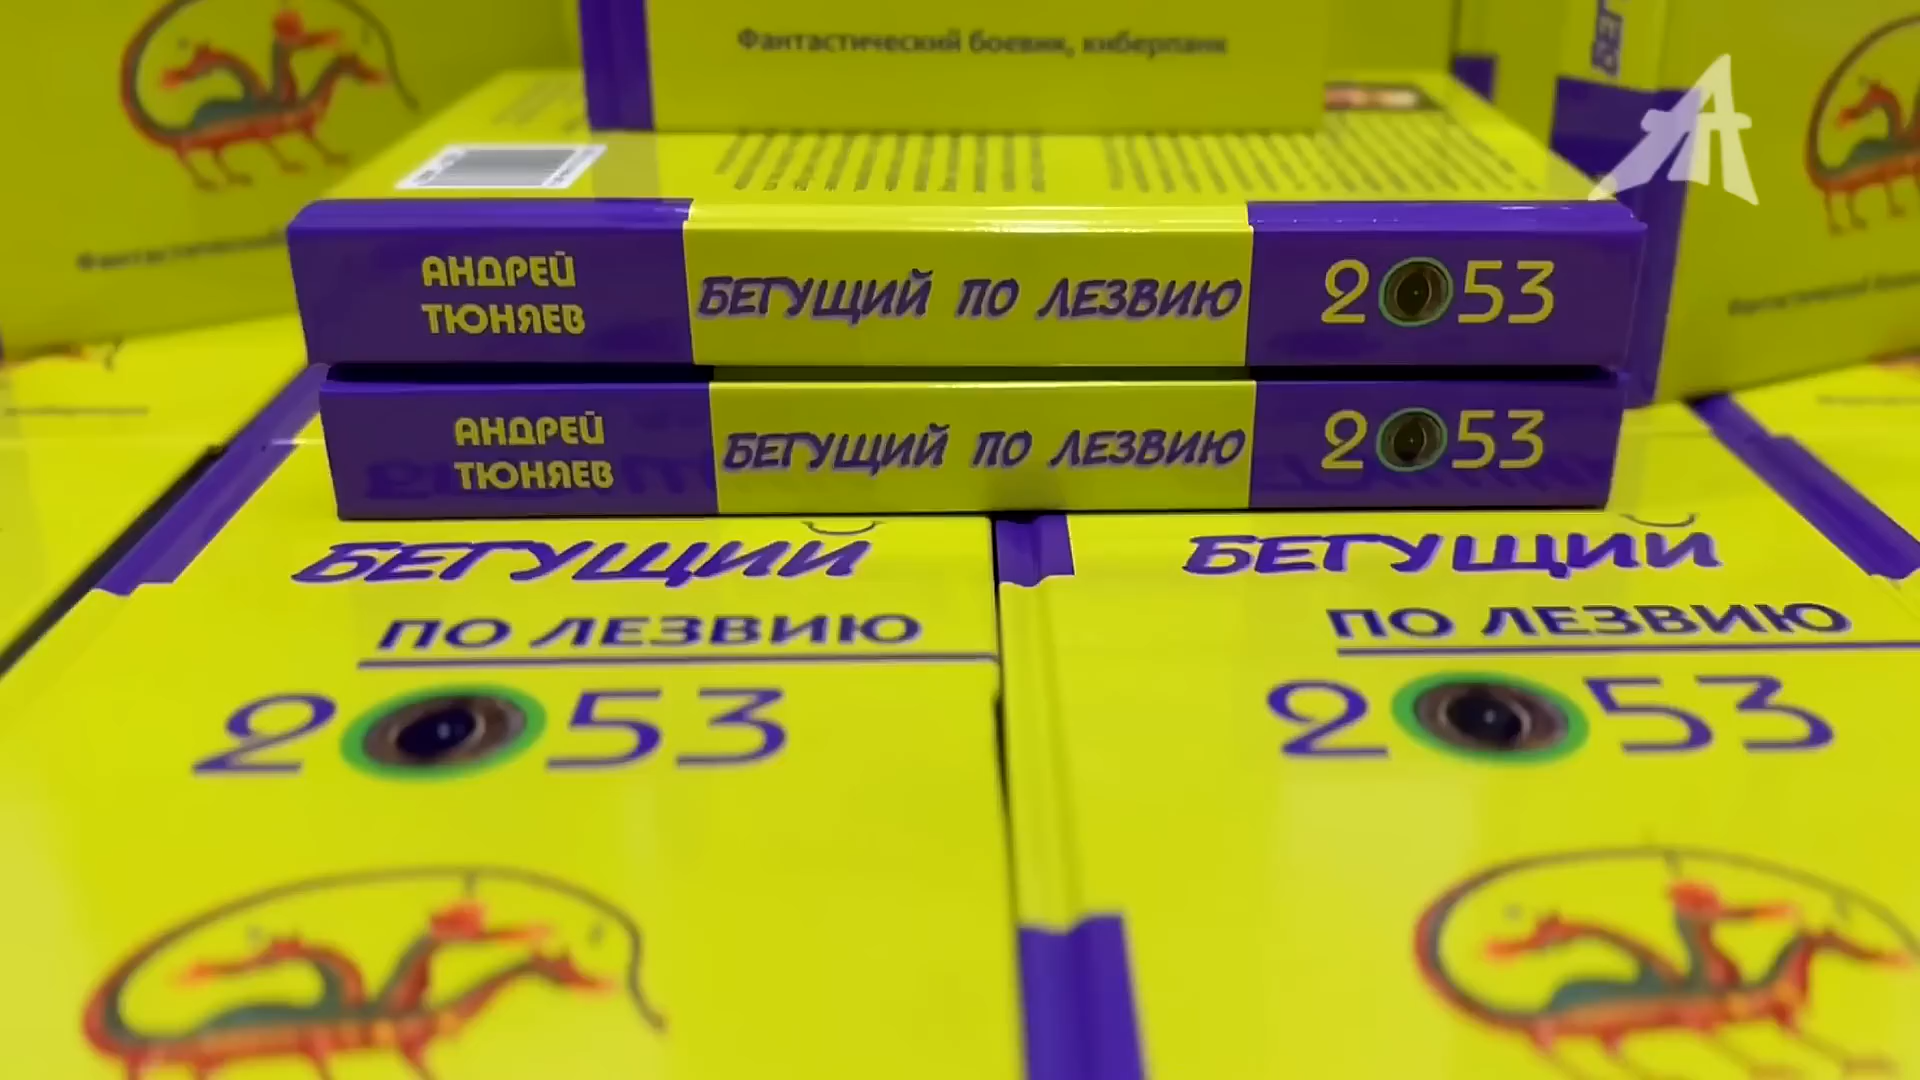 Фантастический боевик, киберпанк
АНДРЕЙ
ТЮНЯЕВ
БЕГУЩИЙ ПО ЛЕЗВИЮ
2053
АНДРЕЙ
ТЮНЯЕВ
БЕГУЩИЙ ПО ЛЕЗВИЮ
2053
БЕГУЩИЙ
ПО ЛЕЗВИЮ
2053
БЕГУЩИЙ
ПО ЛЕЗВИЮ
2053
Фантастический